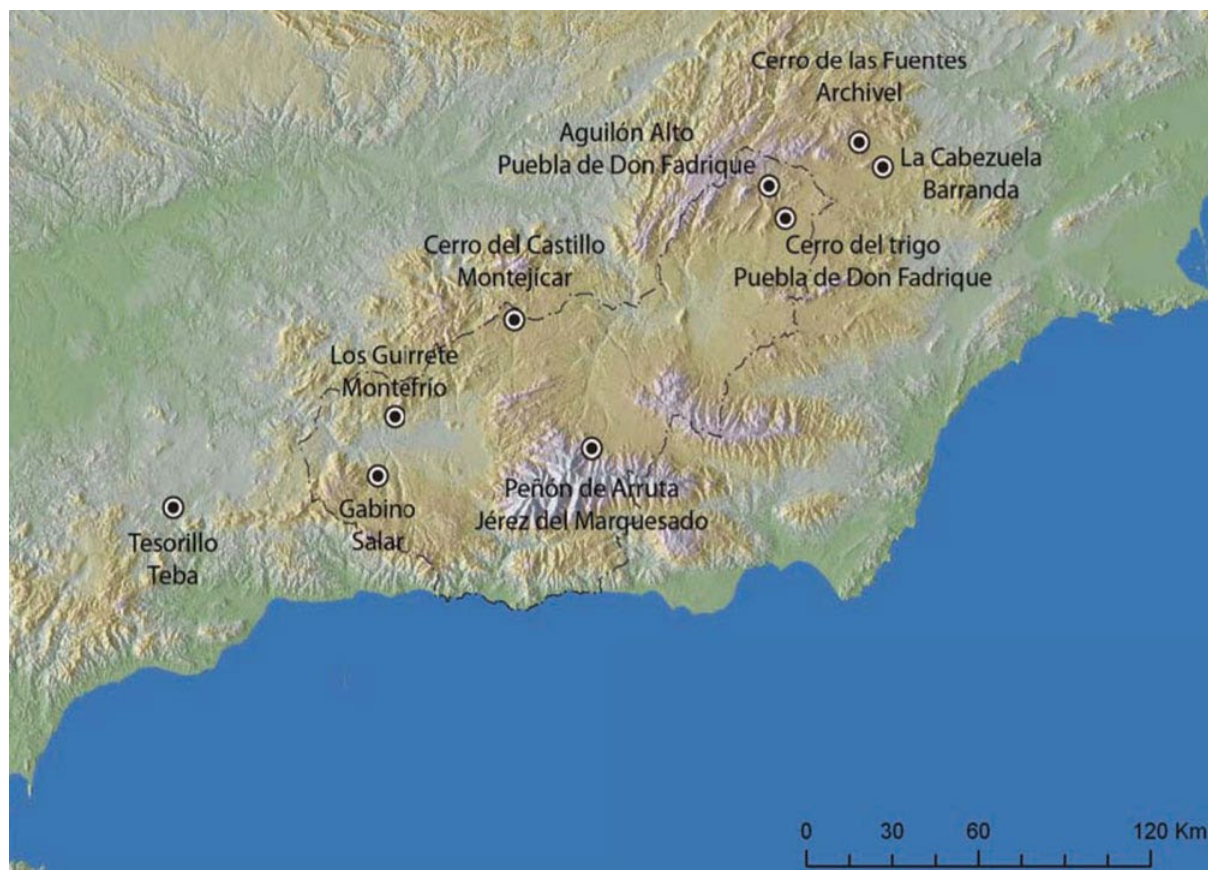 Cerro de las Fuentes
Archivel
Aguilón Alto
Puebla de Don Fadrique
La Cabezuela
Barranda
Cerro del Castillo
Montejícar
Cerro del trigo
Puebla de Don Fadrique
Los Guirrete
Montefrío
Peñón de Arruta
Jérez del Marquesado
Gabino
Salar
Tesorillo
Teba
0 30 60 120 Km